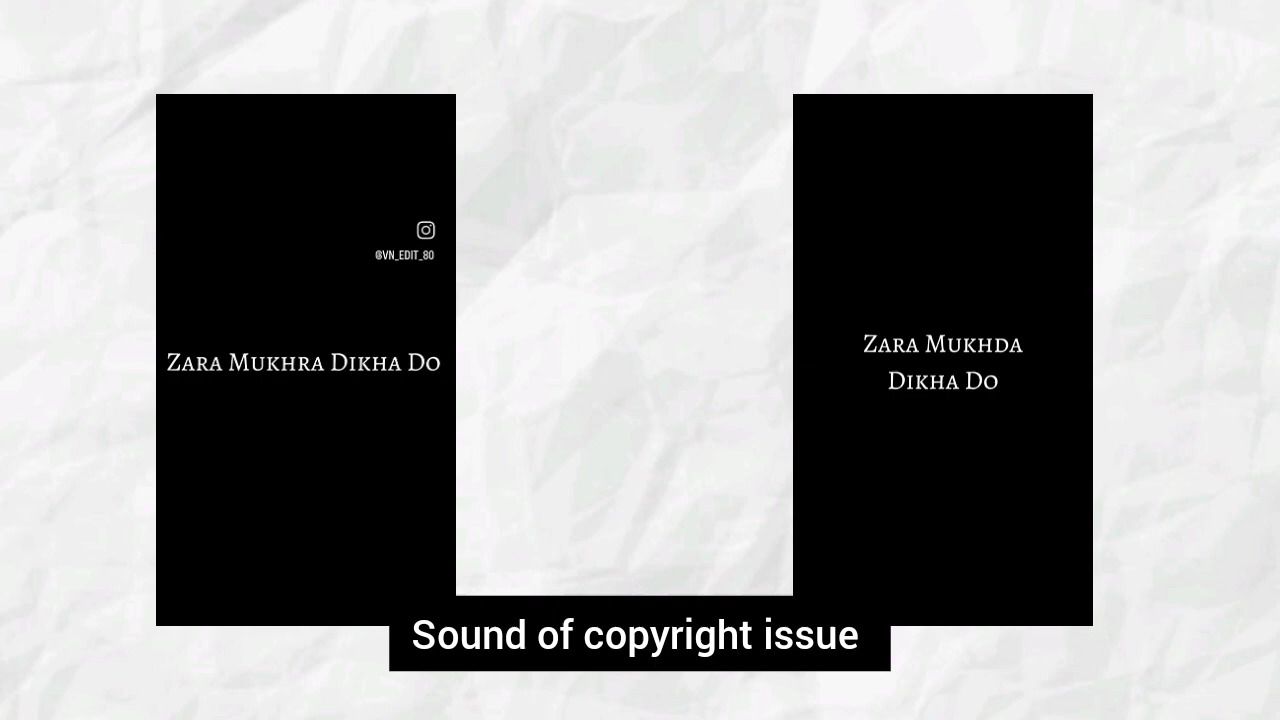 @VN_EDIT_80
Zara Mukhra Dikha Do
Zara Mukhda
Dikha Do
Sound of copyright issue